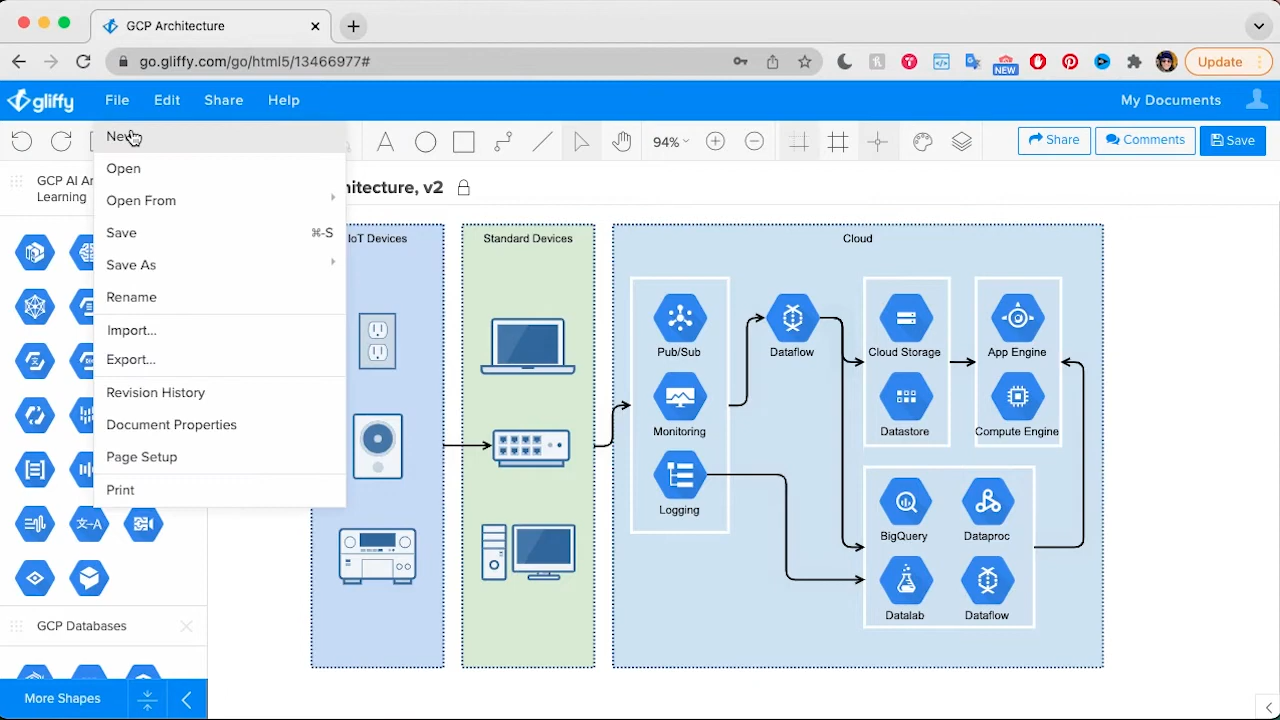 GCP Architecture
go.gliffy.com/go/html5/13466977#
NEW
Update
gliffy
File
Edit
Share
Help
My Documents
94%
Share
Comments
Save
New
Open
Open From
Save
⌘-S
Save As
Rename
Import...
Export...
Revision History
Document Properties
Page Setup
Print
GCP AI
Learning
GCP Databases
More Shapes
, v2
IoT Devices
Standard Devices
Cloud
Pub/Sub
Monitoring
Logging
Dataflow
Cloud Storage
Datastore
App Engine
Compute Engine
BigQuery
Dataproc
Datalab
Dataflow